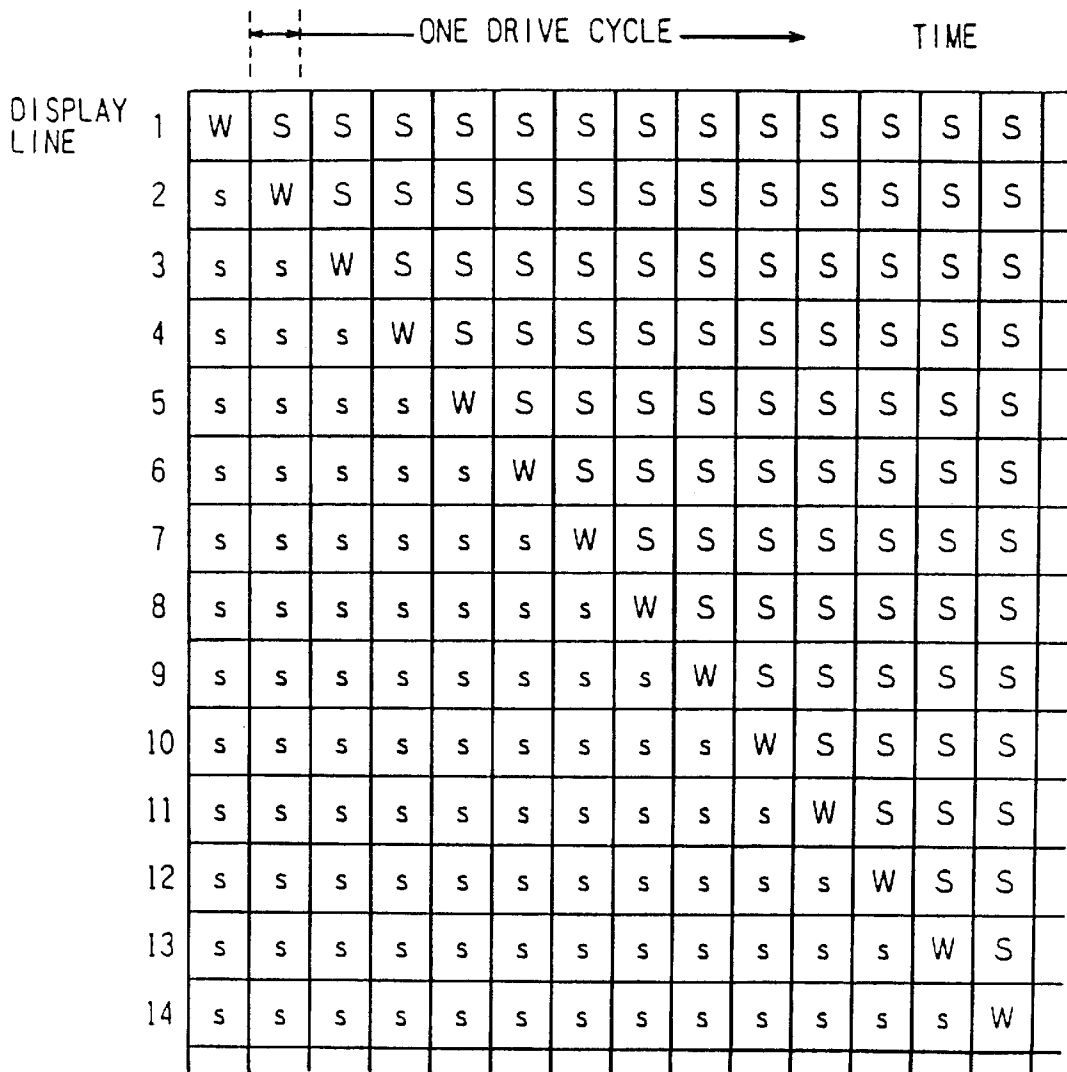 ONE DRIVE CYCLE TIME
DISPLAY LINE
1 W S S S S S S S S S S S S S
2 s W S S S S S S S S S S S S
3 s s W S S S S S S S S S S S
4 s s s W S S S S S S S S S S
5 s s s s W S S S S S S S S S
6 s s s s s W S S S S S S S S
7 s s s s s s W S S S S S S S
8 s s s s s s s W S S S S S S
9 s s s s s s s s W S S S S S
10 s s s s s s s s s W S S S S
11 s s s s s s s s s s W S S S
12 s s s s s s s s s s s W S S
13 s s s s s s s s s s s s W S
14 s s s s s s s s s s s s s W